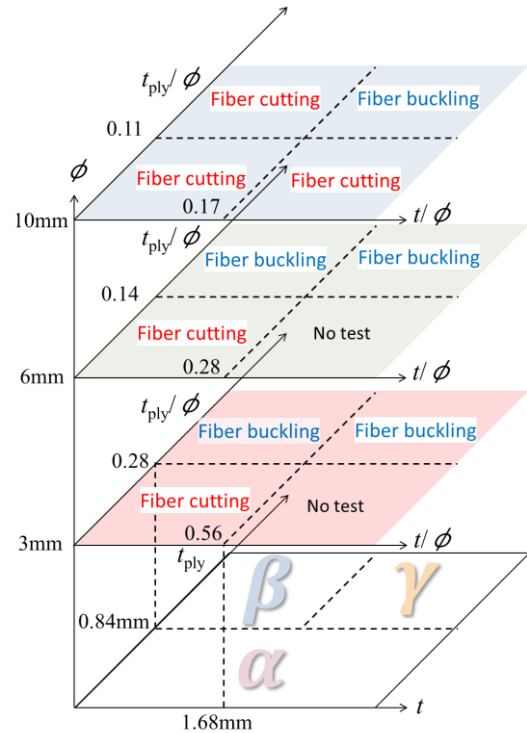 t_ply/ ϕ
Fiber cutting
Fiber buckling
0.11
ϕ
Fiber cutting
Fiber cutting
0.17
10mm
t/ ϕ
t_ply/ ϕ
Fiber buckling
Fiber buckling
0.14
Fiber cutting
No test
0.28
6mm
t/ ϕ
t_ply/ ϕ
Fiber buckling
Fiber buckling
0.28
Fiber cutting
No test
0.56
3mm
t/ ϕ
t_ply
β
γ
0.84mm
α
t
1.68mm